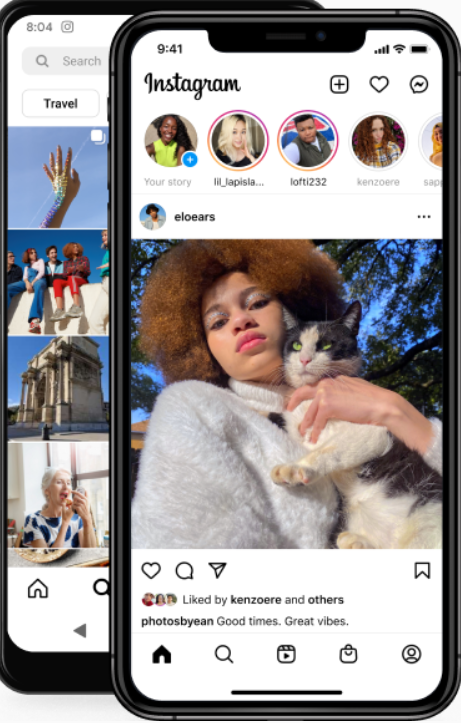 8:04
Search
Travel
9:41
Instagram
Your story
lil_lapisla...
lofti232
kenzoere
sap
eloears
Liked by kenzoere and others
photosbyean Good times. Great vibes.